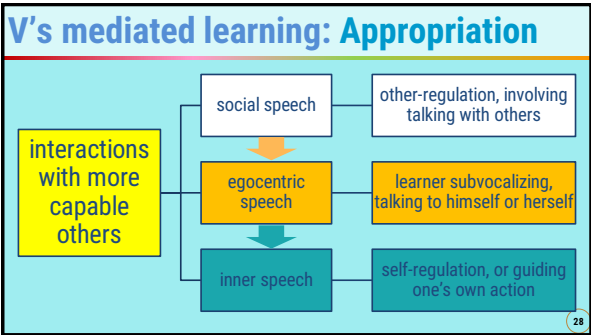 V's mediated learning: Appropriation
interactions
with more
capable
others
social speech
other-regulation, involving
talking with others
egocentric
speech
learner subvocalizing,
talking to himself or herself
inner speech
self-regulation, or guiding
one's own action
28